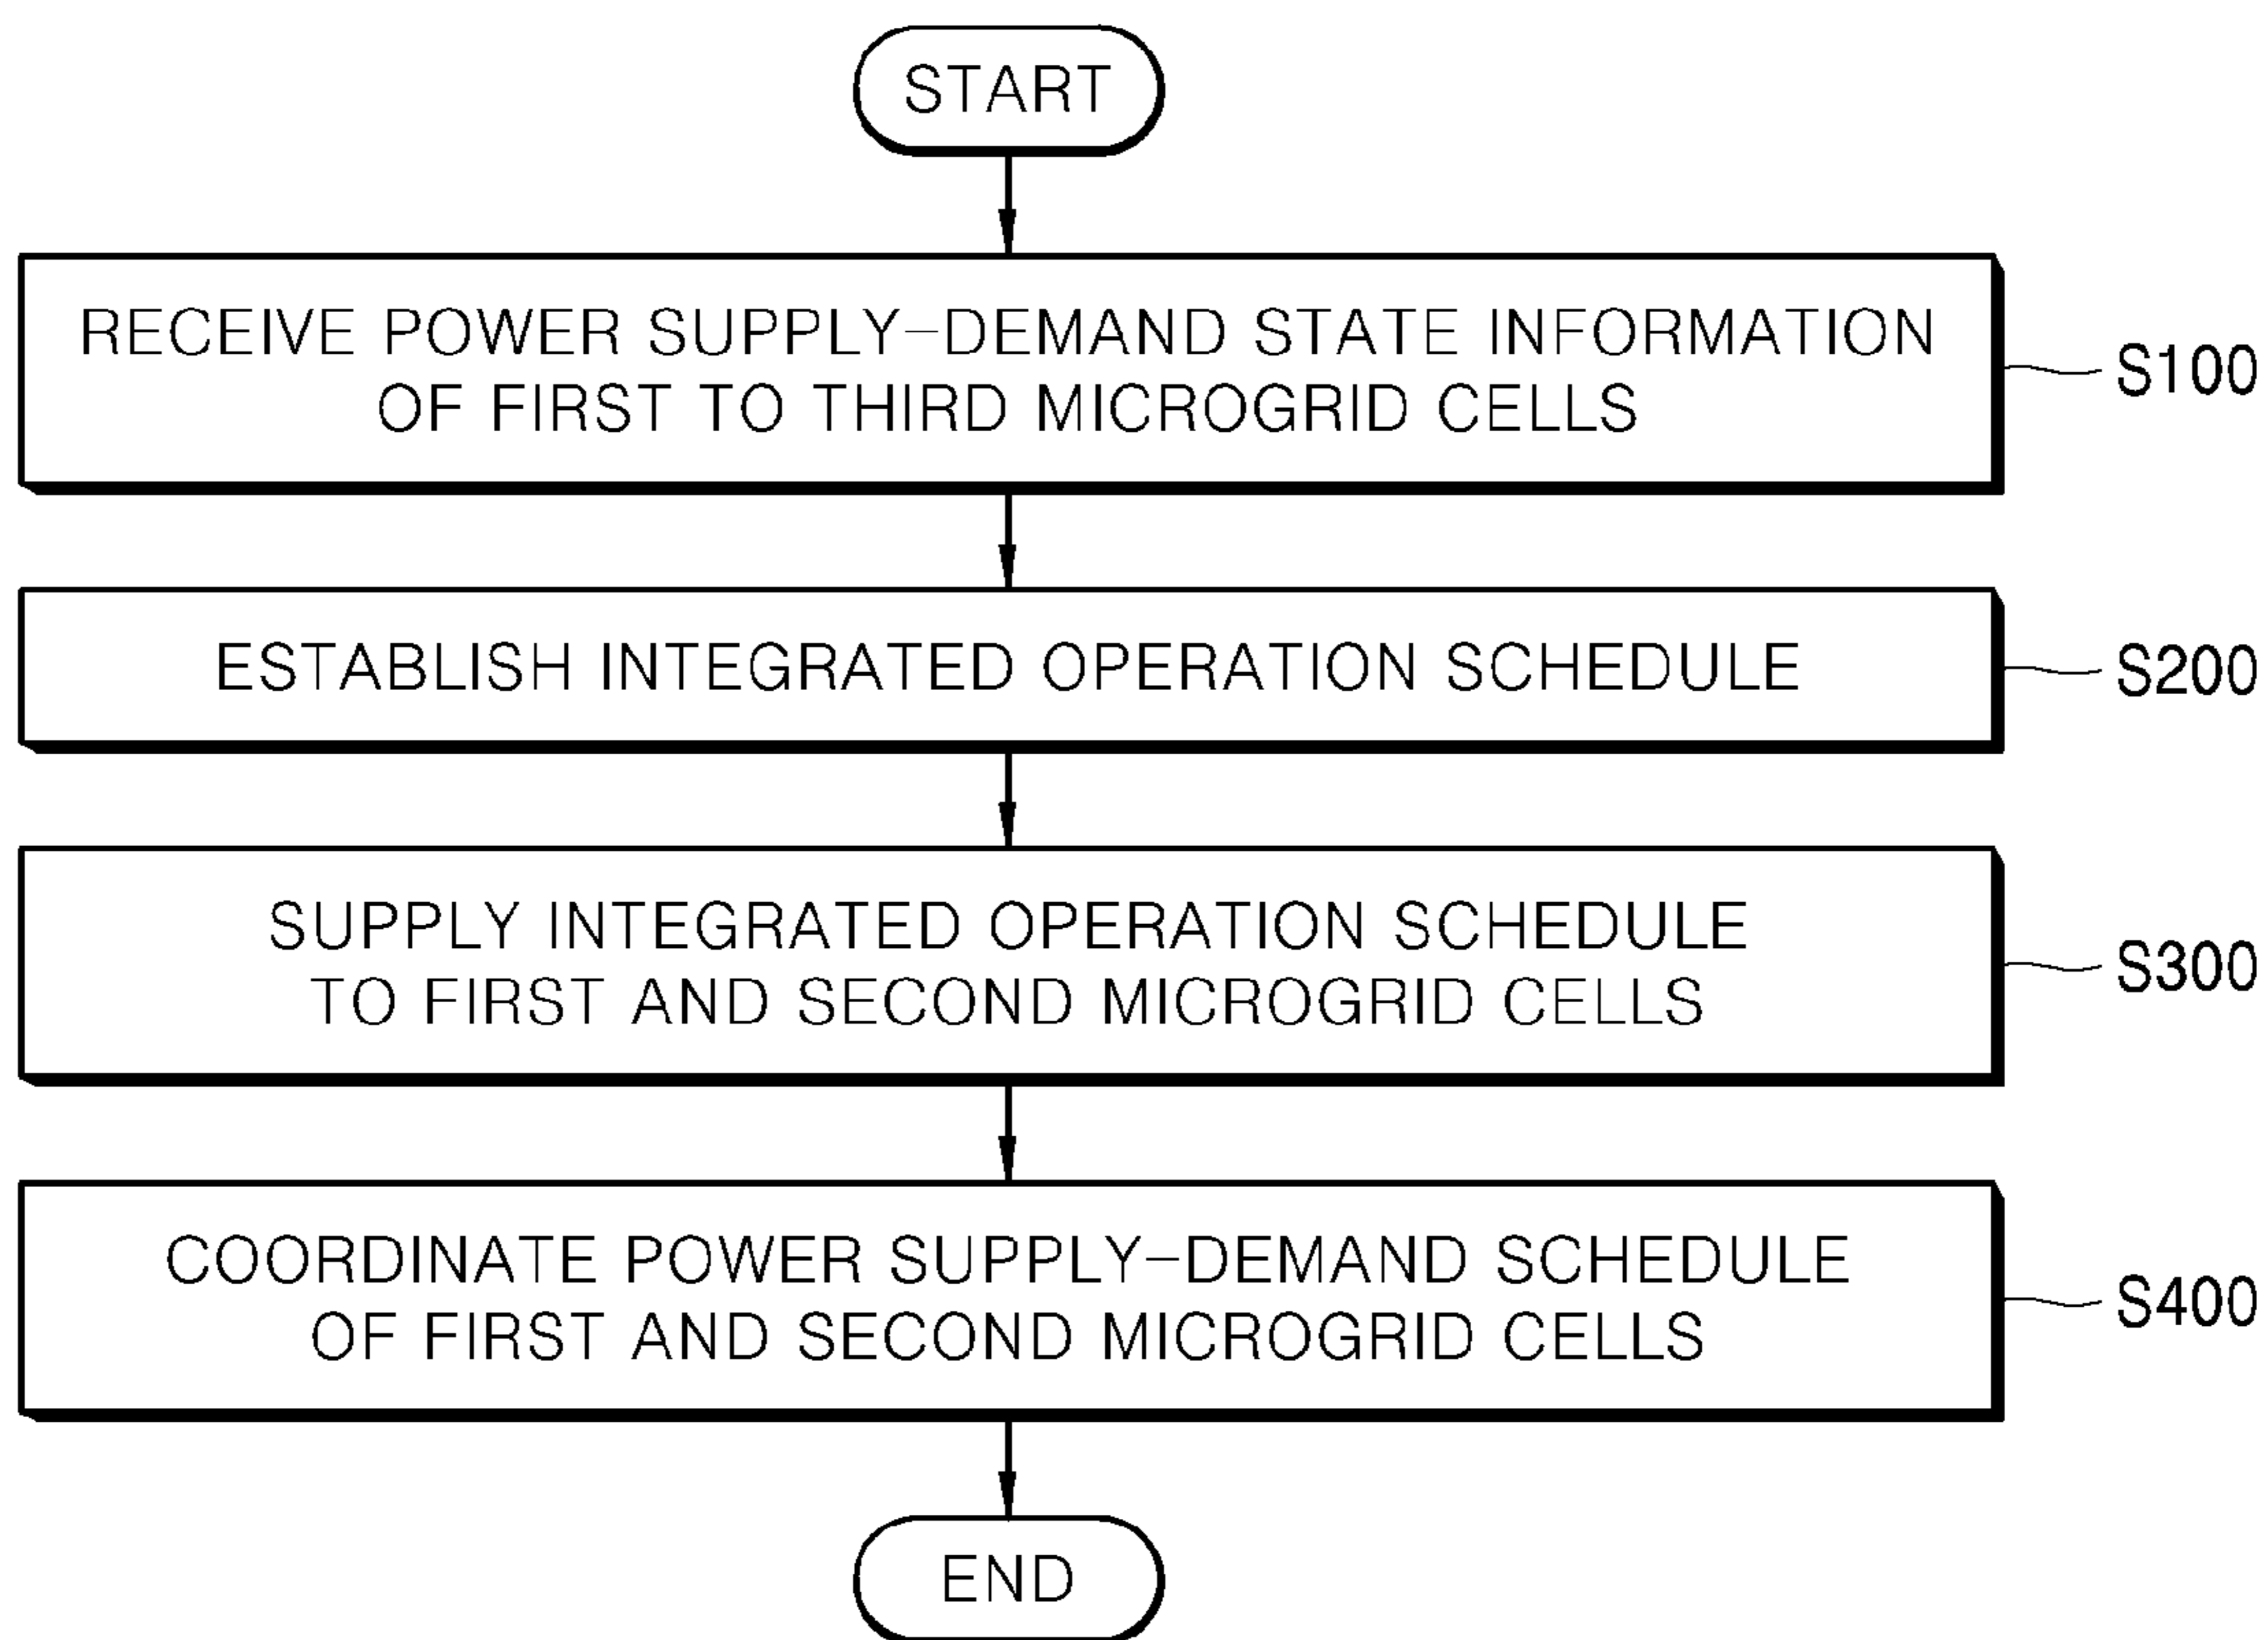 START
RECEIVE POWER SUPPLY-DEMAND STATE INFORMATION
OF FIRST TO THIRD MICROGRID CELLS
S100
ESTABLISH INTEGRATED OPERATION SCHEDULE
S200
SUPPLY INTEGRATED OPERATION SCHEDULE
TO FIRST AND SECOND MICROGRID CELLS
S300
COORDINATE POWER SUPPLY-DEMAND SCHEDULE
OF FIRST AND SECOND MICROGRID CELLS
S400
END